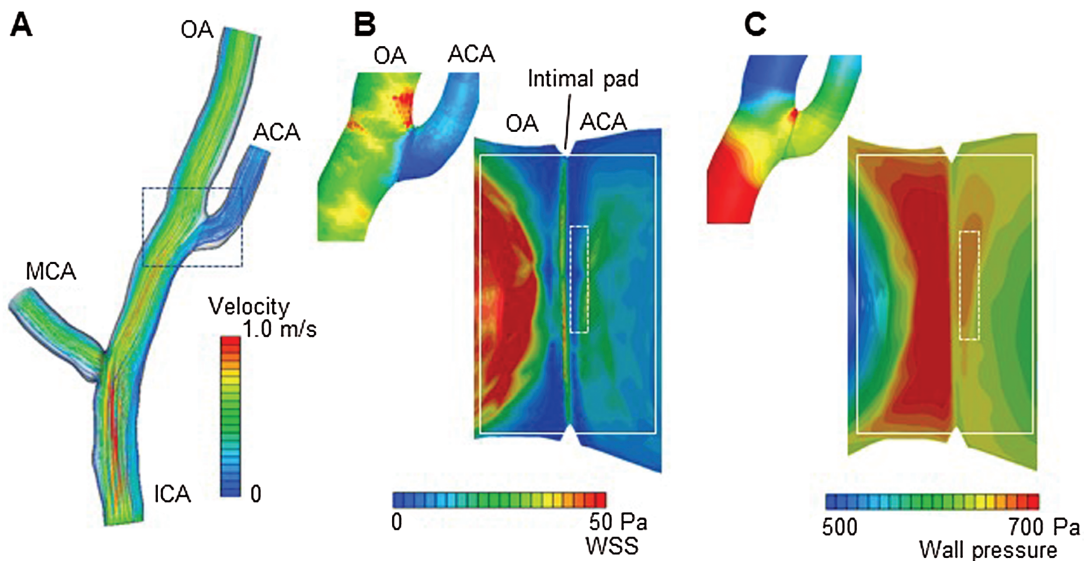 A
OA
ACA
MCA
Velocity
1.0 m/s
0
ICA
B
OA
ACA
Intimal pad
OA
ACA
0
50 Pa
WSS
C
500
700 Pa
Wall pressure